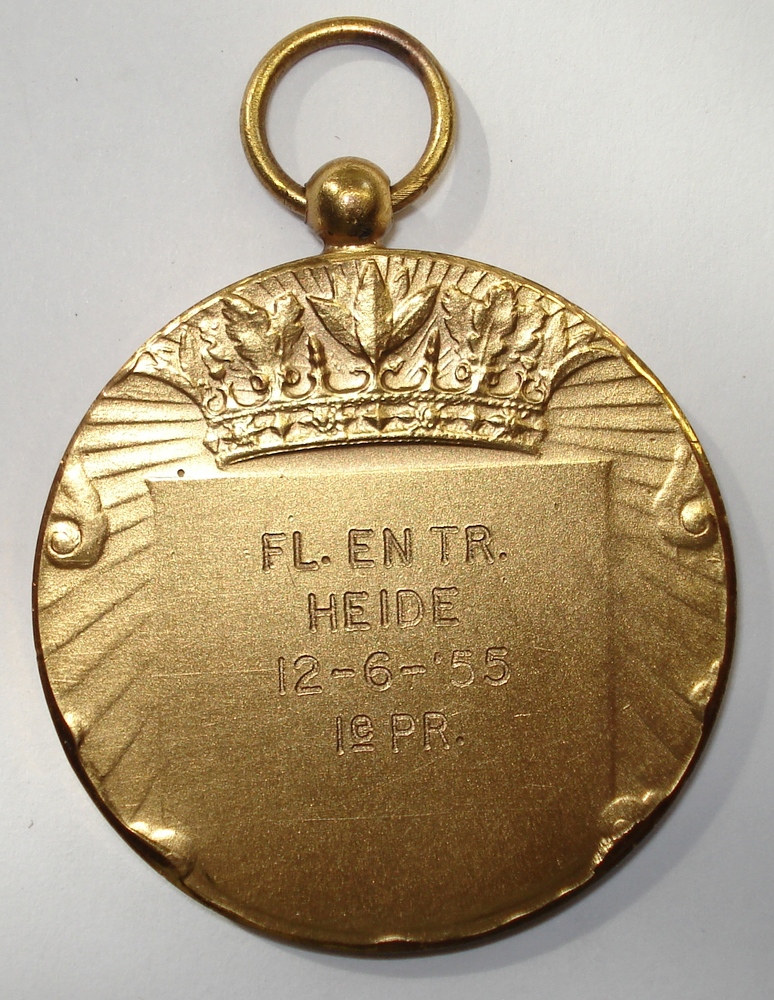 FL. EN TR.
HEIDE
12-6-'55
1e PR.